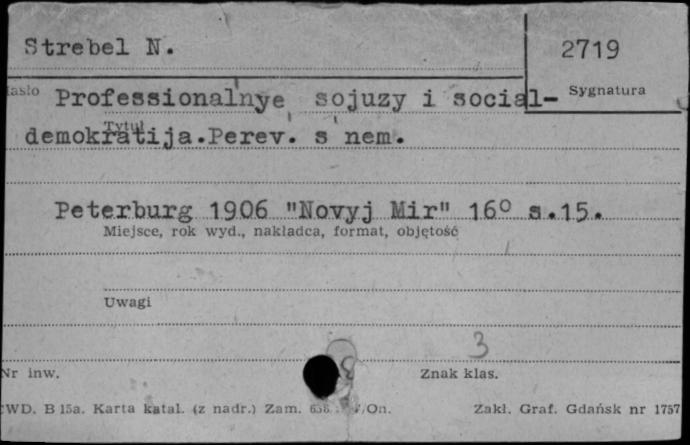 Strebel N.
2719
Sygnatura
Professionalnye sojuzy i social-
Tytuł
demokratija.Perev. s nem.
Peterburg 1906 "Novyj Mir" 16° s.15.
Miejsce, rok wyd., nakładca, format, objętość
Uwagi
3
Nr inw.
Znak klas.
WD. B 15a. Karta katal. (z nadr.) Zam. /On.
Zakł. Graf. Gdańsk nr 1757